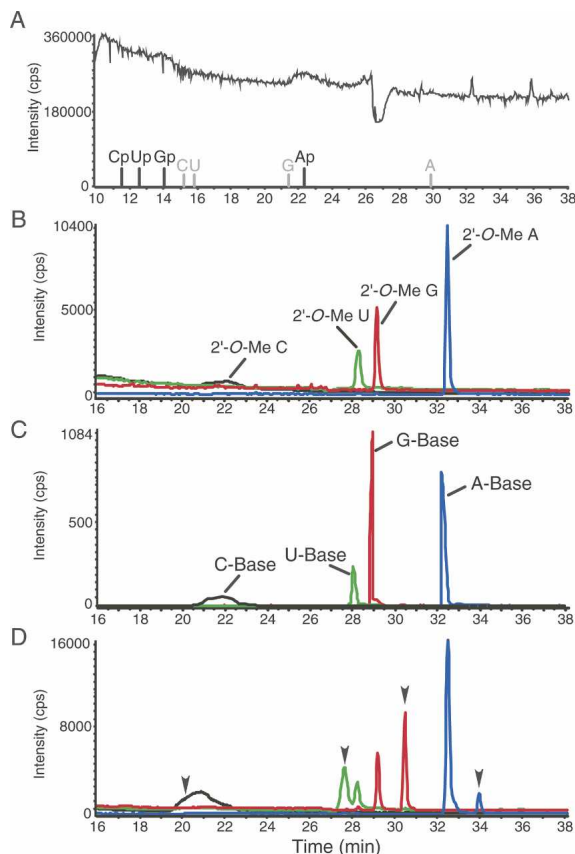 A
360000
180000
0
Intensity (cps)
Cp Up Gp C U G Ap A
10 12 14 16 18 20 22 24 26 28 30 32 34 36 38
B
10400
5000
0
Intensity (cps)
2'-O-Me C
2'-O-Me U
2'-O-Me G
2'-O-Me A
16 18 20 22 24 26 28 30 32 34 36 38
C
1084
500
0
Intensity (cps)
C-Base
U-Base
G-Base
A-Base
16 18 20 22 24 26 28 30 32 34 36 38
D
16000
8000
0
Intensity (cps)
16 18 20 22 24 26 28 30 32 34 36 38
Time (min)